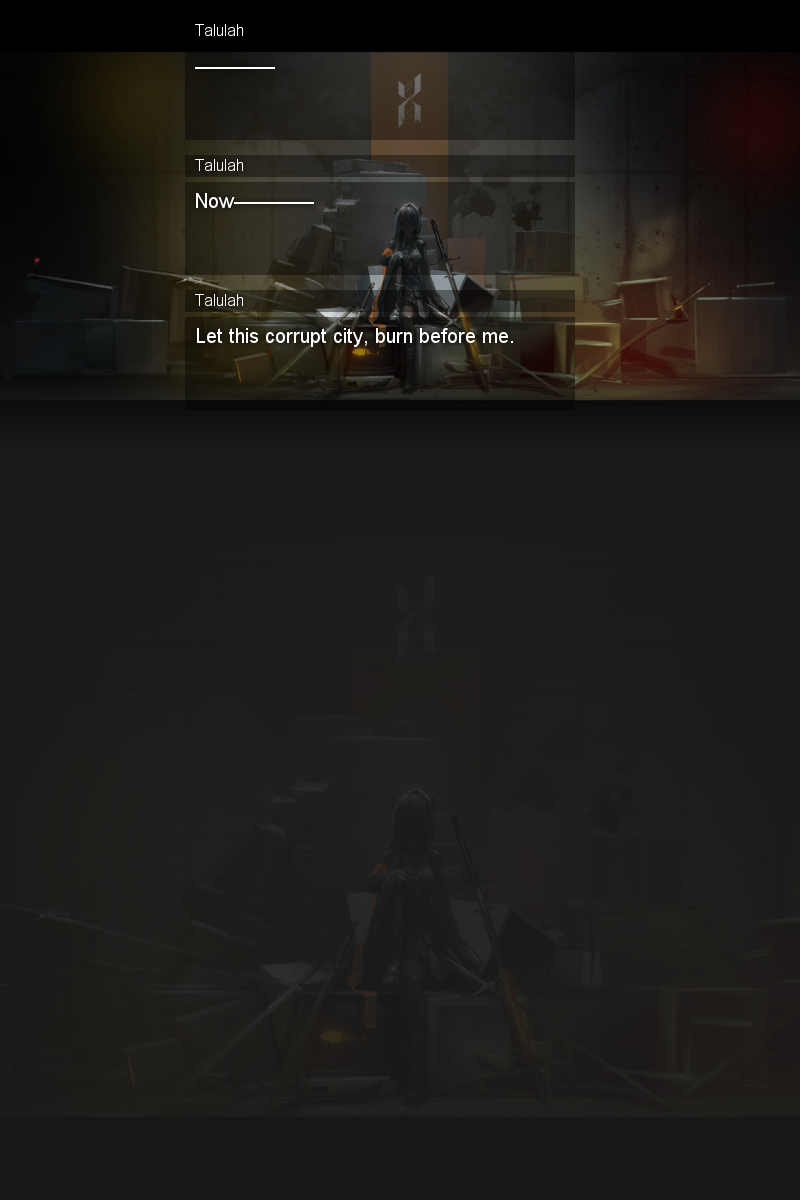 Talulah
————
Talulah
Now————
Talulah
Let this corrupt city, burn before me.